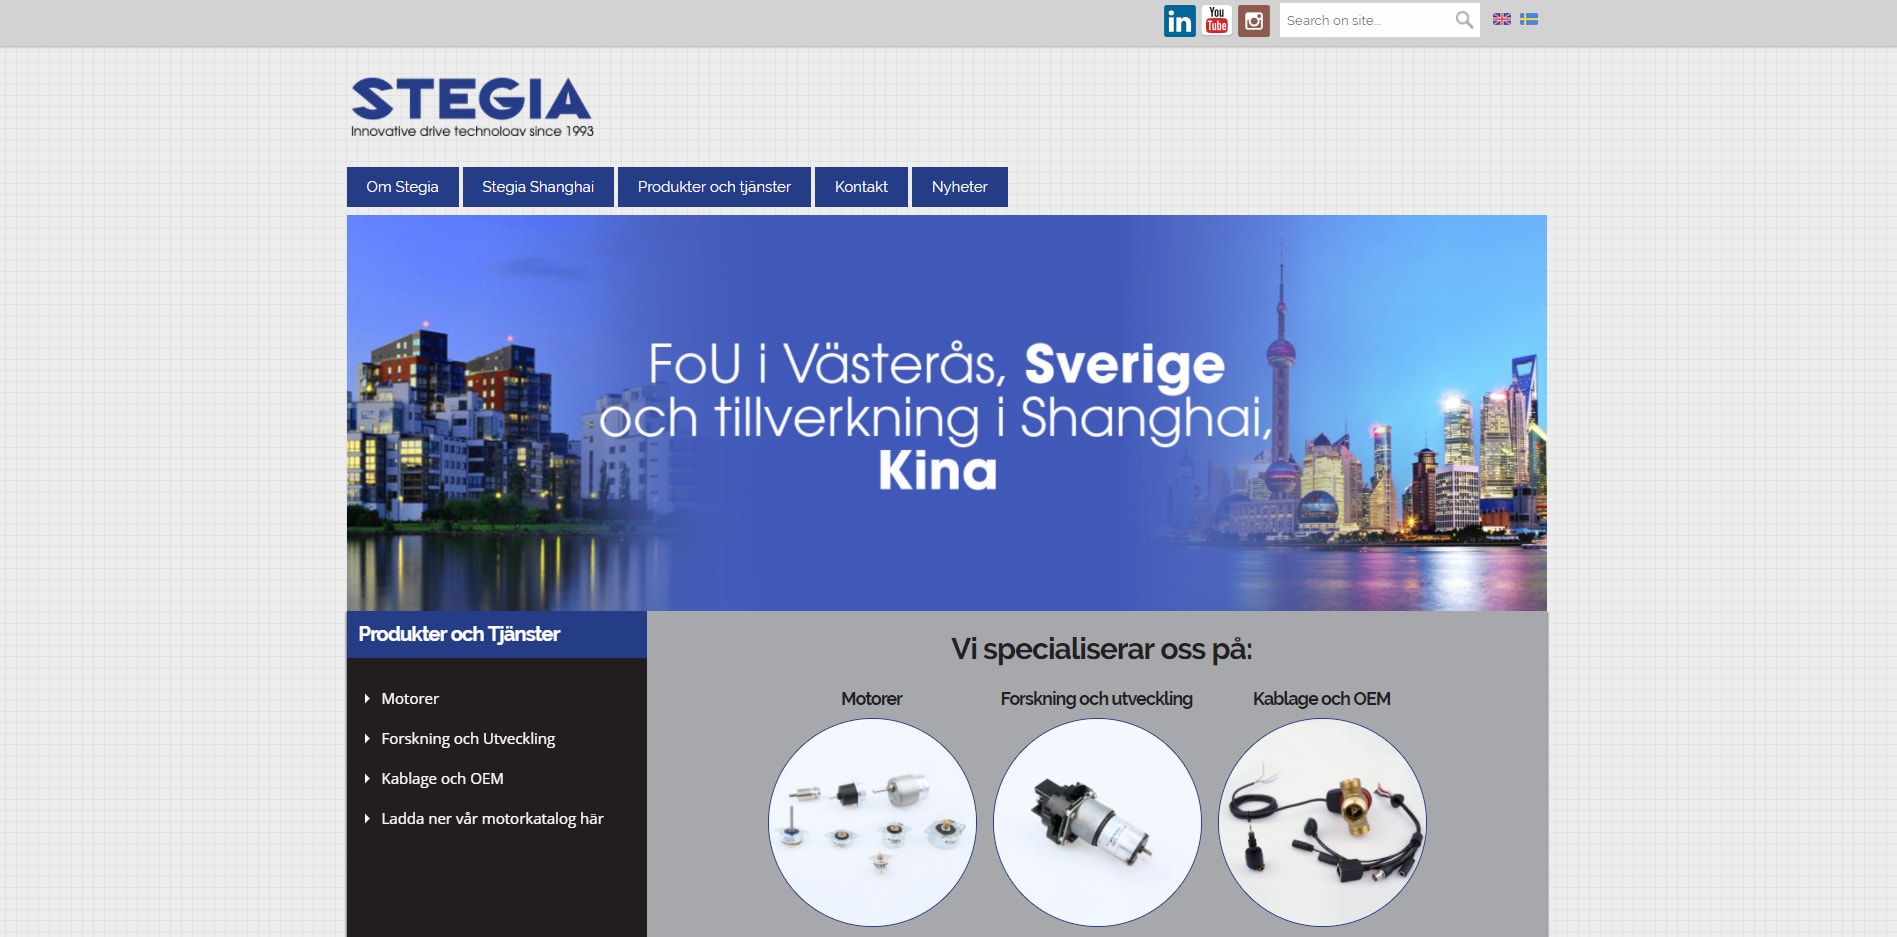 in
You
Tube
Search on site...
STEGIA
Innovative drive technology since 1993
Om Stegia
Stegia Shanghai
Produkter och tjänster
Kontakt
Nyheter
FoU i Västerås, Sverige
och tillverkning i Shanghai,
Kina
Produkter och Tjänster
Motorer
Forskning och Utveckling
Kablage och OEM
Ladda ner vår motorkatalog här
Vi specialiserar oss på:
Motorer
Forskning och utveckling
Kablage och OEM